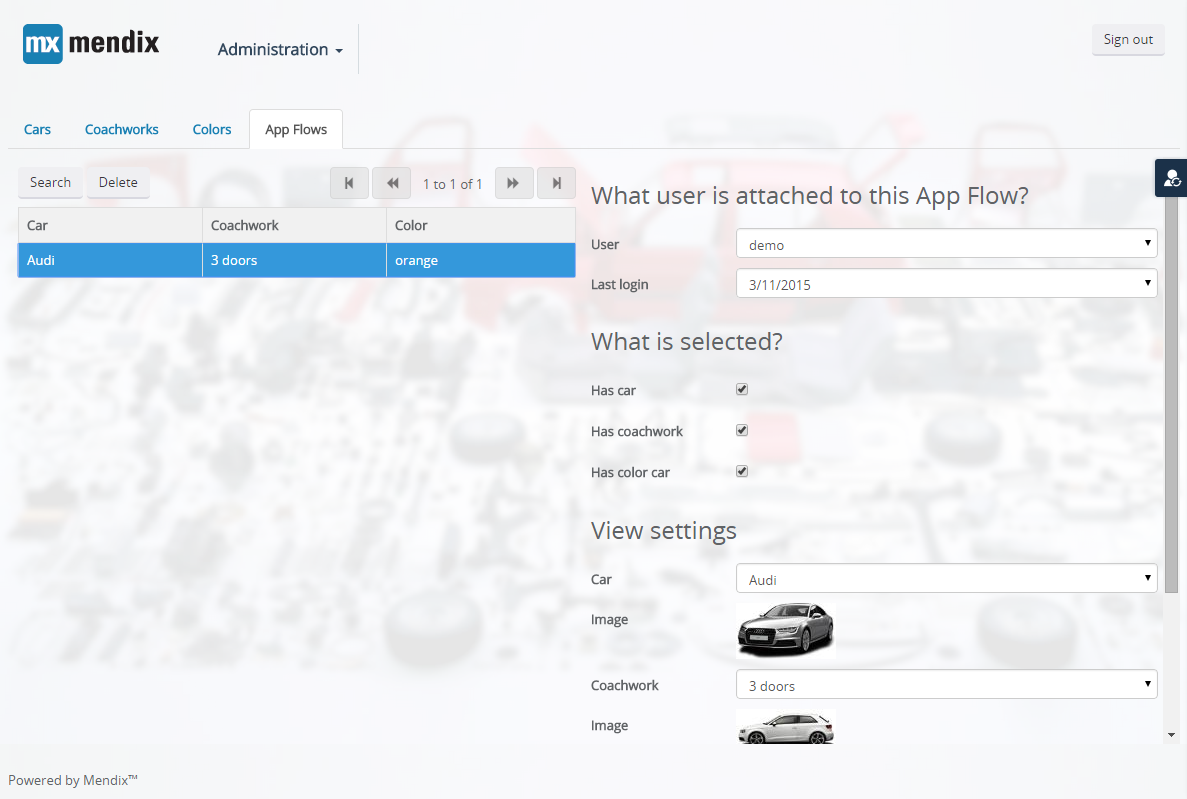 mx mendix
Administration
Sign out
Cars Coachworks Colors App Flows
Search Delete 1 to 1 of 1
Car Coachwork Color
Audi 3 doors orange
What user is attached to this App Flow?
User demo
Last login 3/11/2015
What is selected?
Has car
Has coachwork
Has color car
View settings
Car Audi
Image
Coachwork 3 doors
Image
Powered by Mendix™